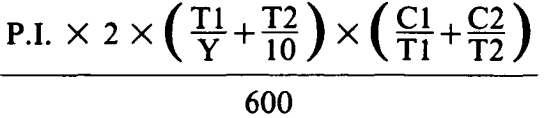 P.I. × 2 × ( T1/Y + T2/10 ) × ( C1/T1 + C2/T2 )
600